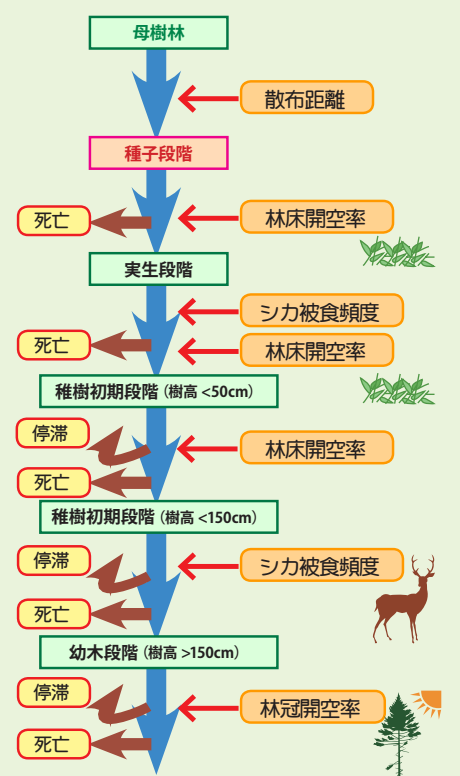 母樹林
散布距離
種子段階
死亡
林床開空率
実生段階
シカ被食頻度
死亡
林床開空率
稚樹初期段階（樹高 <50cm）
停滞
林床開空率
死亡
稚樹初期段階（樹高 <150cm）
停滞
シカ被食頻度
死亡
幼木段階（樹高 >150cm）
停滞
林冠開空率
死亡